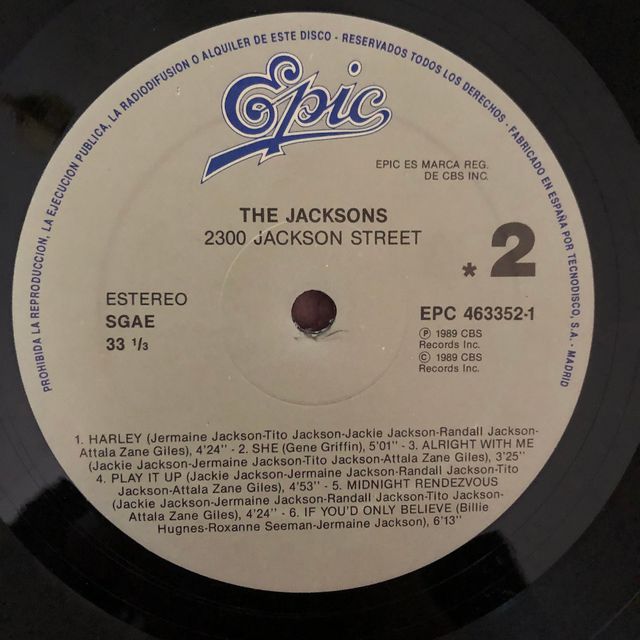 PROHIBIDA LA REPRODUCCION, LA EJECUCION PUBLICA, LA RADIODIFUSION O ALQUILER DE ESTE DISCO - RESERVADOS TODOS LOS DERECHOS - FABRICADO EN ESPAÑA POR TECNODISCO, S.A. - MADRID
Epic
EPIC ES MARCA REG.
DE CBS INC.
THE JACKSONS
2300 JACKSON STREET
* 2
ESTEREO
SGAE
33 1/3
EPC 463352-1
Ⓟ 1989 CBS
Records Inc.
© 1989 CBS
Records Inc.
1. HARLEY (Jermaine Jackson-Tito Jackson-Jackie Jackson-Randall Jackson-
Attala Zane Giles), 4'24'' - 2. SHE (Gene Griffin), 5'01'' - 3. ALRIGHT WITH ME
(Jackie Jackson-Jermaine Jackson-Tito Jackson-Attala Zane Giles), 3'25''
4. PLAY IT UP (Jackie Jackson-Jermaine Jackson-Randall Jackson-Tito
Jackson-Attala Zane Giles), 4'53'' - 5. MIDNIGHT RENDEZVOUS
(Jackie Jackson-Jermaine Jackson-Randall Jackson-Tito Jackson-
Attala Zane Giles), 4'24'' - 6. IF YOU'D ONLY BELIEVE (Billie
Hugnes-Roxanne Seeman-Jermaine Jackson), 6'13''